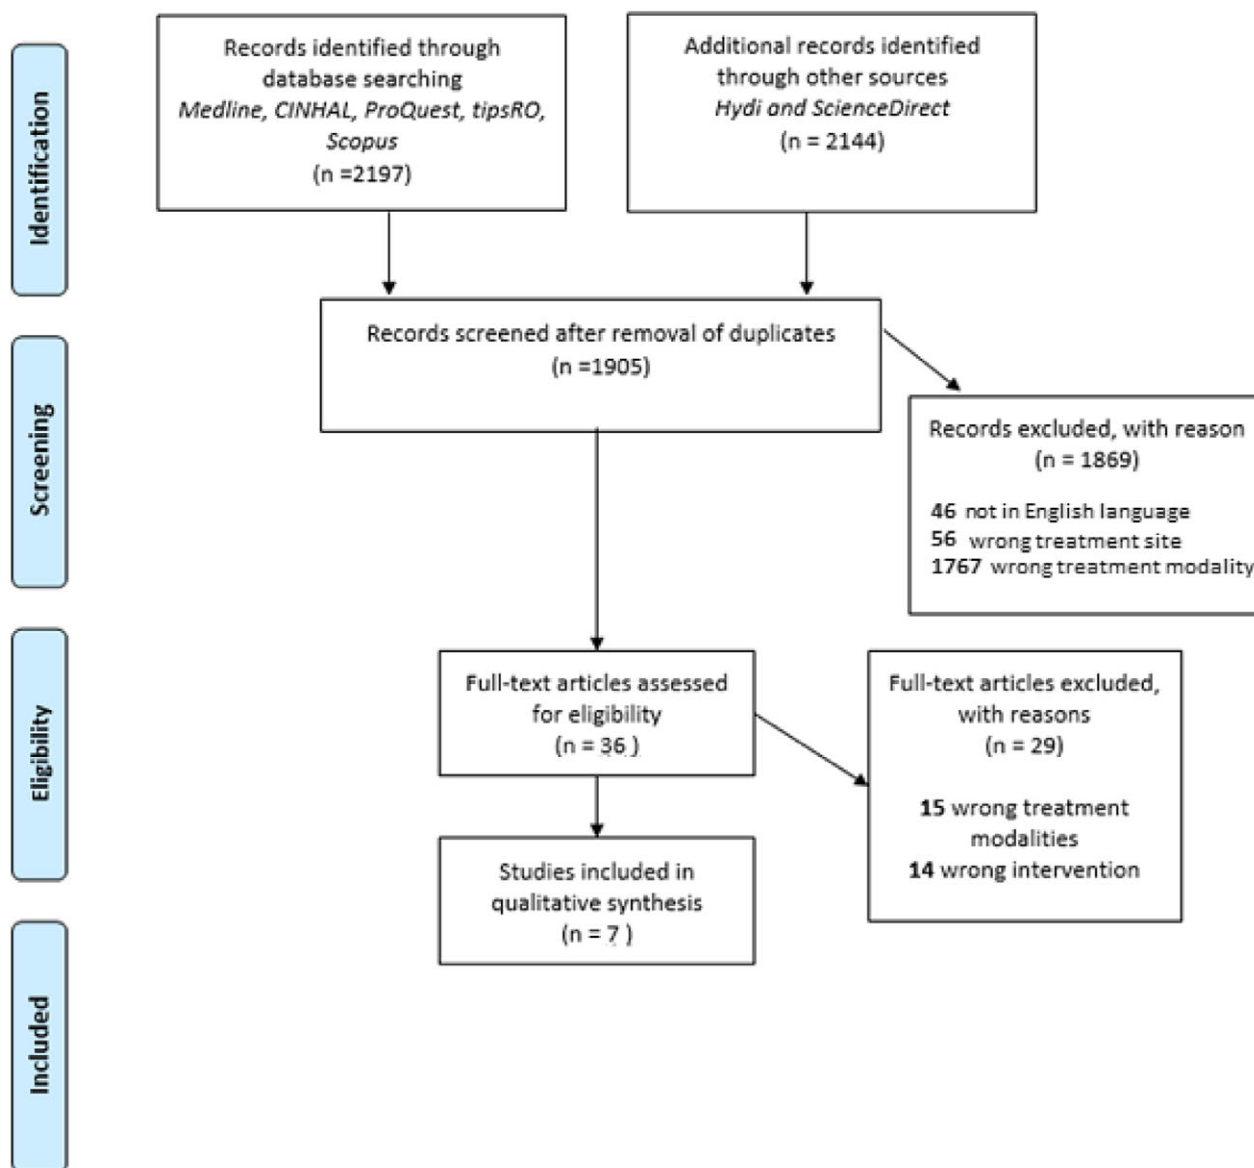 Identification
Records identified through
database searching
Medline, CINHAL, ProQuest, tipsRO,
Scopus
(n =2197)
Additional records identified
through other sources
Hydi and ScienceDirect
(n = 2144)
Screening
Records screened after removal of duplicates
(n =1905)
Records excluded, with reason
(n = 1869)
46 not in English language
56 wrong treatment site
1767 wrong treatment modality
Eligibility
Full-text articles assessed
for eligibility
(n = 36 )
Full-text articles excluded,
with reasons
(n = 29)
15 wrong treatment
modalities
14 wrong intervention
Included
Studies included in
qualitative synthesis
(n = 7 )